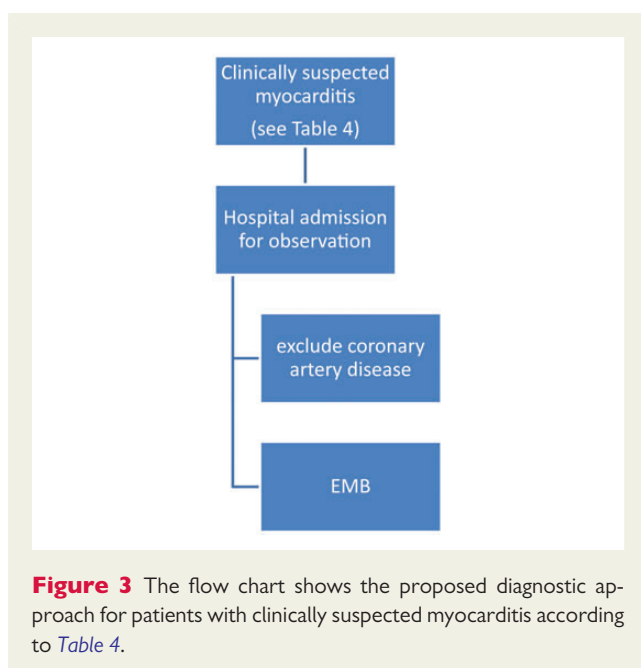 Clinically suspected
myocarditis
(see Table 4)
Hospital admission
for observation
exclude coronary
artery disease
EMB
Figure 3 The flow chart shows the proposed diagnostic ap-
proach for patients with clinically suspected myocarditis according
to Table 4.